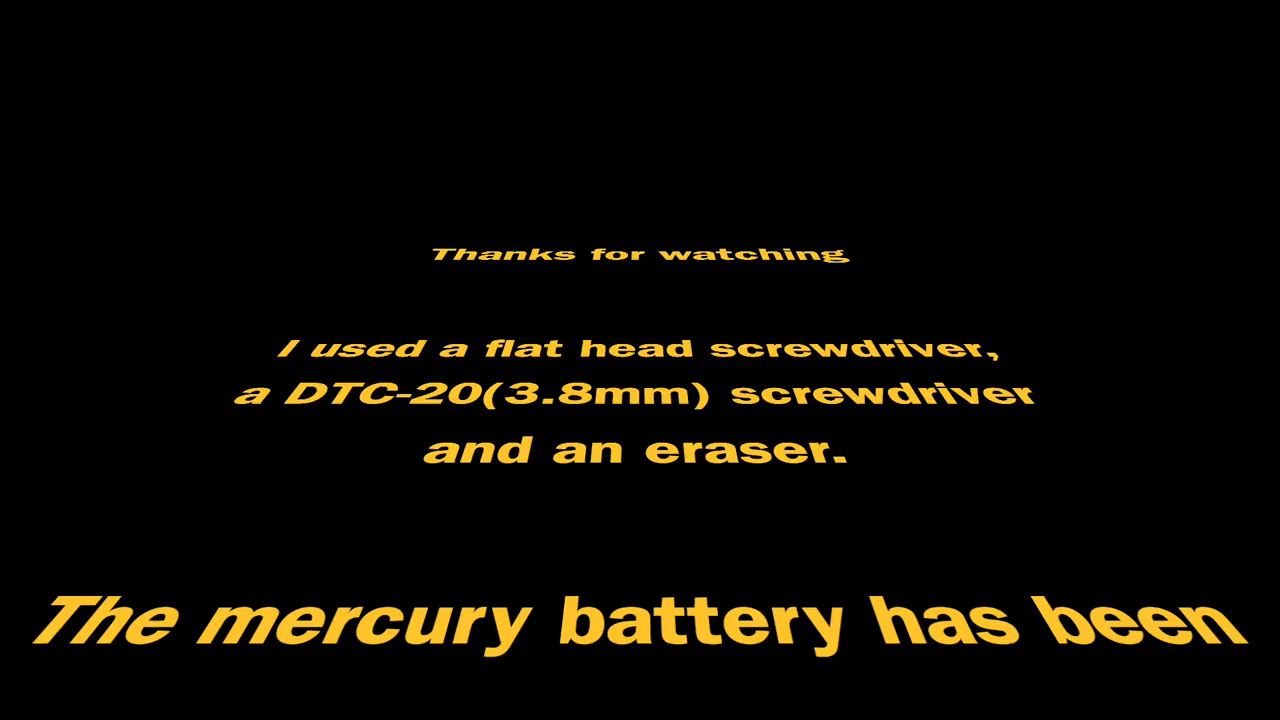 Thanks for watching
I used a flat head screwdriver,
a DTC-20(3.8mm) screwdriver
and an eraser.
The mercury battery has been